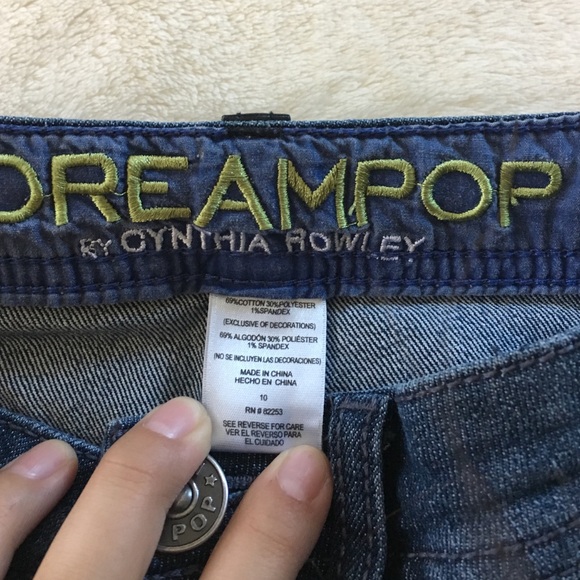 DREAMPOP
BY CYNTHIA ROWLEY
69%COTTON 30%POLYESTER
1%SPANDEX
(EXCLUSIVE OF DECORATIONS)
69% ALGODÓN 30% POLIÉSTER
1% SPANDEX
(NO SE INCLUYEN LAS DECORACIONES)
MADE IN CHINA
HECHO EN CHINA
10
RN # 82253
SEE REVERSE FOR CARE
VER EL REVERSO PARA
EL CUIDADO
POP